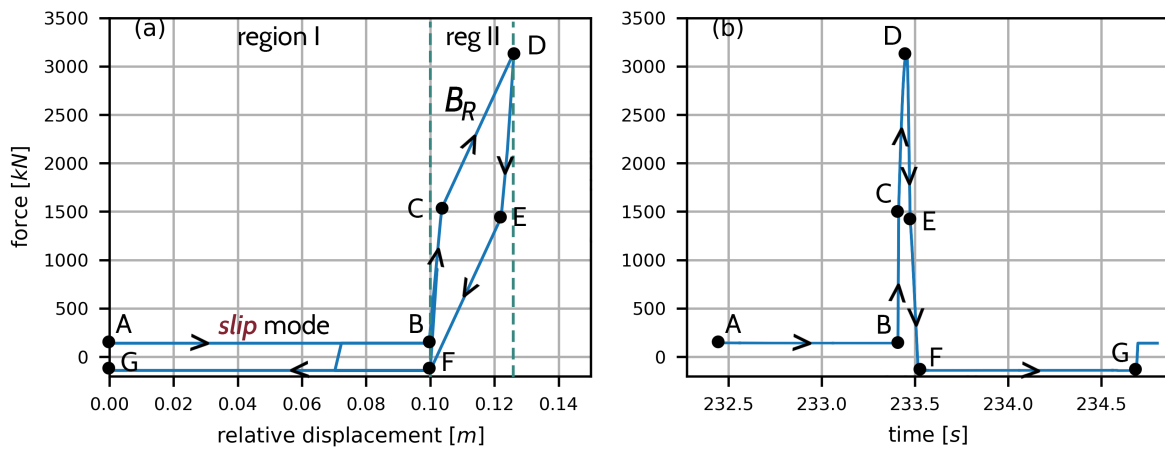 (a)
region I
reg II
D
B_R
C
E
A
slip mode
B
G
F
3500
3000
2500
2000
1500
1000
500
0
force [kN]
0.00 0.02 0.04 0.06 0.08 0.10 0.12 0.14
relative displacement [m]
(b)
D
C
E
A
B
F
G
3500
3000
2500
2000
1500
1000
500
0
232.5 233.0 233.5 234.0 234.5
time [s]